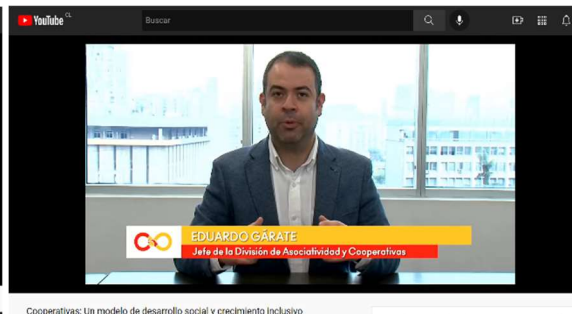 YouTube CL
Buscar
EDUARDO GÁRATE
Jefe de la División de Asociatividad y Cooperativas
Cooperativas: Un modelo de desarrollo social y crecimiento inclusivo